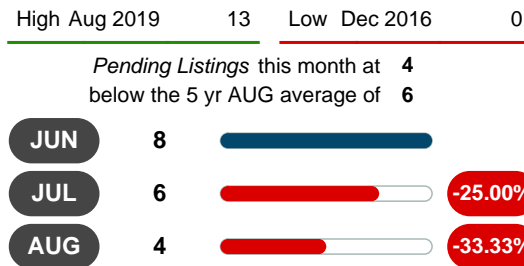 High Aug 2019 13 Low Dec 2016 0
Pending Listings this month at 4
below the 5 yr AUG average of 6
JUN 8
JUL 6 -25.00%
AUG 4 -33.33%